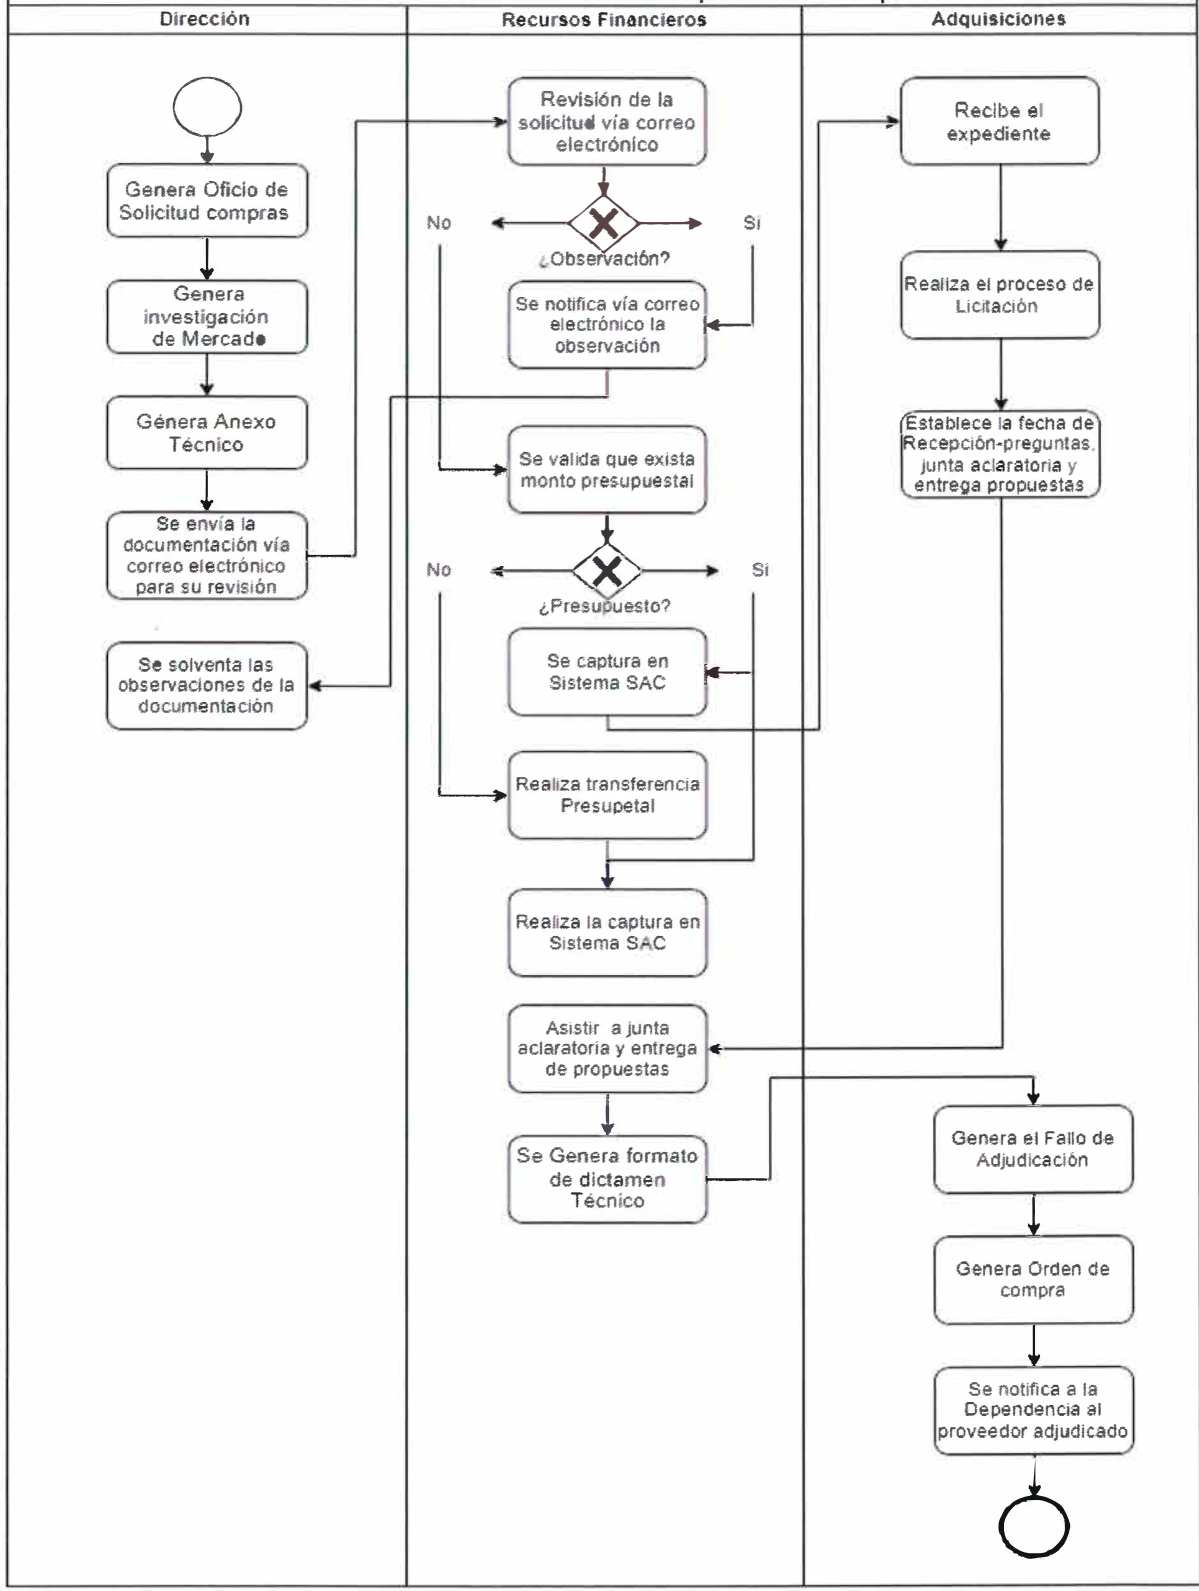 Dirección
Recursos Financieros
Adquisiciones
Genera Oficio de
Solicitud compras
Genera
investigación
de Mercado
Génera Anexo
Técnico
Se envía la
documentación vía
correo electrónico
para su revisión
Se solventa las
observaciones de la
documentación
Revisión de la
solicitud vía correo
electrónico
No
Si
¿Observación?
Se notifica vía correo
electrónico la
observación
Se valida que exista
monto presupuestal
No
Si
¿Presupuesto?
Se captura en
Sistema SAC
Realiza transferencia
Presupetal
Realiza la captura en
Sistema SAC
Asistir a junta
aclaratoria y entrega
de propuestas
Se Genera formato
de dictamen
Técnico
Recibe el
expediente
Realiza el proceso de
Licitación
Establece la fecha de
Recepción-preguntas,
junta aclaratoria y
entrega propuestas
Genera el Fallo de
Adjudicación
Genera Orden de
compra
Se notifica a la
Dependencia al
proveedor adjudicado